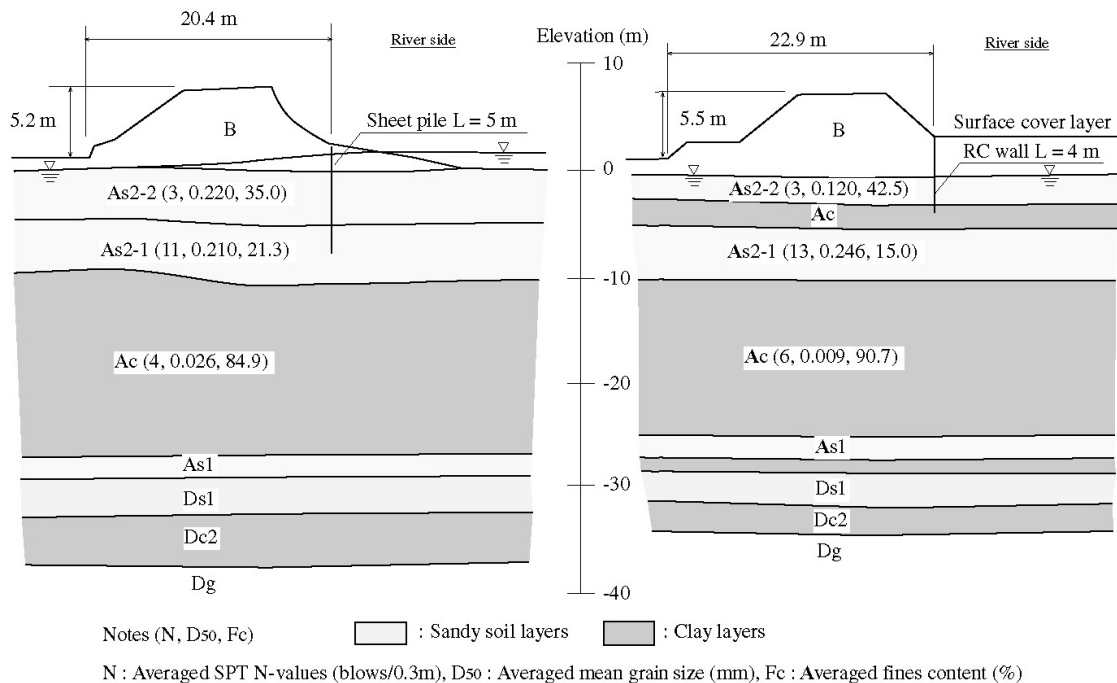 20.4 m
River side
5.2 m
B
Sheet pile L = 5 m
As2-2 (3, 0.220, 35.0)
As2-1 (11, 0.210, 21.3)
Ac (4, 0.026, 84.9)
As1
Ds1
Dc2
Dg
Elevation (m)
10
0
-10
-20
-30
-40
22.9 m
River side
5.5 m
B
Surface cover layer
RC wall L = 4 m
As2-2 (3, 0.120, 42.5)
Ac
As2-1 (13, 0.246, 15.0)
Ac (6, 0.009, 90.7)
As1
Ds1
Dc2
Dg
Notes (N, D50, Fc) : Sandy soil layers : Clay layers
N : Averaged SPT N-values (blows/0.3m), D50 : Averaged mean grain size (mm), Fc : Averaged fines content (%)